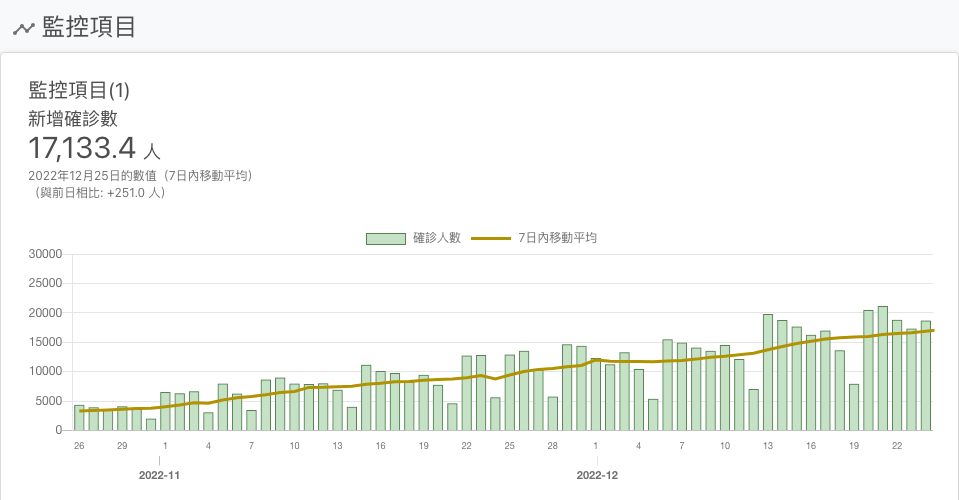 監控項目
監控項目(1)
新增確診數
17,133.4 人
2022年12月25日的數值（7日內移動平均）
（與前日相比: +251.0 人）
確診人數 7日內移動平均
30000
25000
20000
15000
10000
5000
0
26 29 1 4 7 10 13 16 19 22 25 28 1 4 7 10 13 16 19 22
2022-11 2022-12